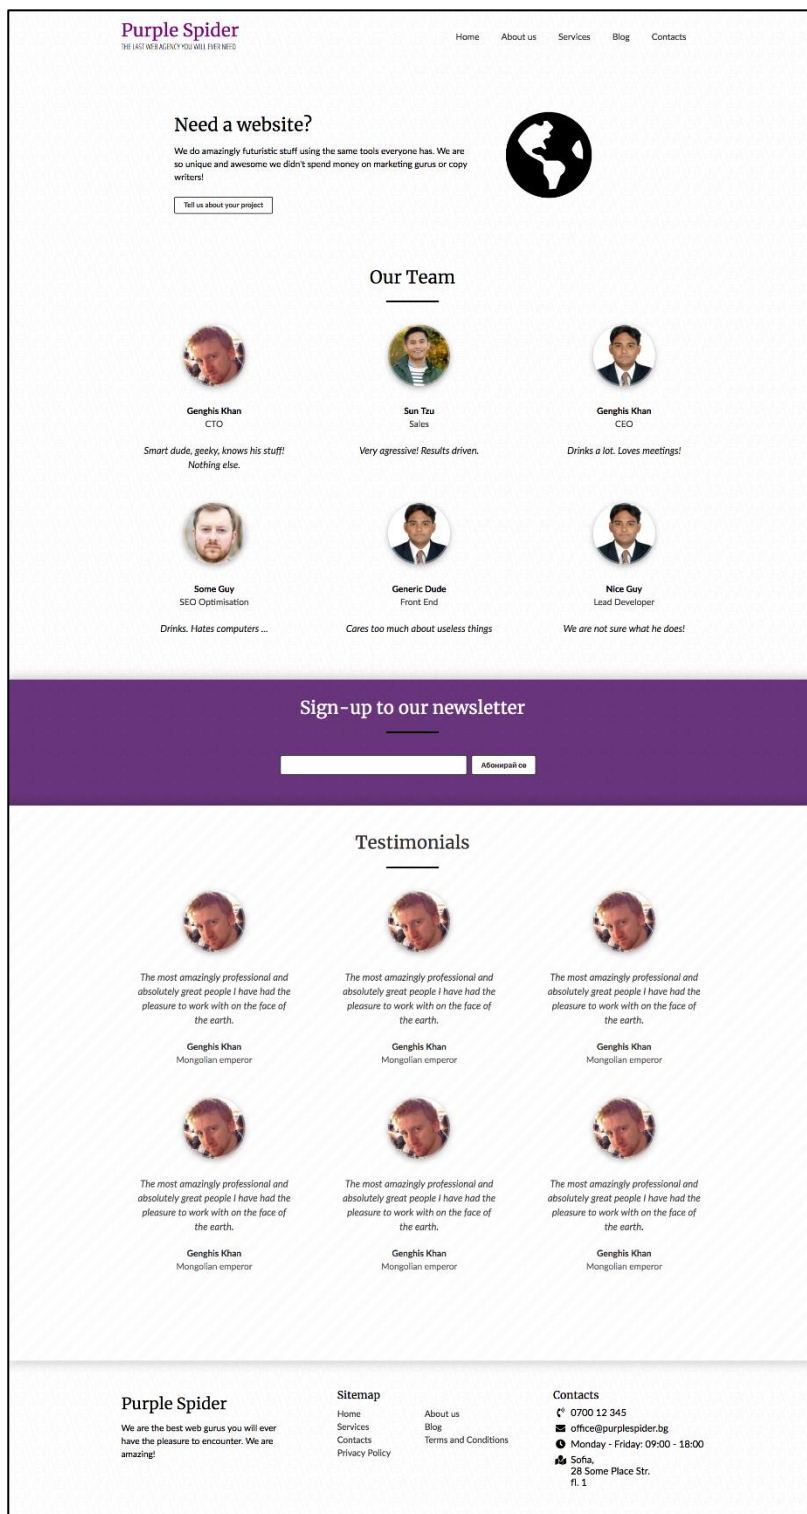 Purple Spider
THE LAST WEB AGENCY YOU WILL EVER NEED
Home About us Services Blog Contacts
Need a website?
We do amazingly futuristic stuff using the same tools everyone has. We are
so unique and awesome we didn't spend money on marketing gurus or copy
writers!
Tell us about your project
Our Team
Genghis Khan
CTO
Smart dude, geeky, knows his stuff!
Nothing else.
Sun Tzu
Sales
Very agressive! Results driven.
Genghis Khan
CEO
Drinks a lot. Loves meetings!
Some Guy
SEO Optimisation
Drinks. Hates computers ...
Generic Dude
Front End
Cares too much about useless things
Nice Guy
Lead Developer
We are not sure what he does!
Sign-up to our newsletter
Абонирай се
Testimonials
The most amazingly professional and
absolutely great people I have had the
pleasure to work with on the face of
the earth.
Genghis Khan
Mongolian emperor
The most amazingly professional and
absolutely great people I have had the
pleasure to work with on the face of
the earth.
Genghis Khan
Mongolian emperor
The most amazingly professional and
absolutely great people I have had the
pleasure to work with on the face of
the earth.
Genghis Khan
Mongolian emperor
The most amazingly professional and
absolutely great people I have had the
pleasure to work with on the face of
the earth.
Genghis Khan
Mongolian emperor
The most amazingly professional and
absolutely great people I have had the
pleasure to work with on the face of
the earth.
Genghis Khan
Mongolian emperor
The most amazingly professional and
absolutely great people I have had the
pleasure to work with on the face of
the earth.
Genghis Khan
Mongolian emperor
Purple Spider
We are the best web gurus you will ever
have the pleasure to encounter. We are
amazing!
Sitemap
Home About us
Services Blog
Contacts Terms and Conditions
Privacy Policy
Contacts
0700 12 345
office@purplespider.bg
Monday - Friday: 09:00 - 18:00
Sofia,
28 Some Place Str.
fl. 1